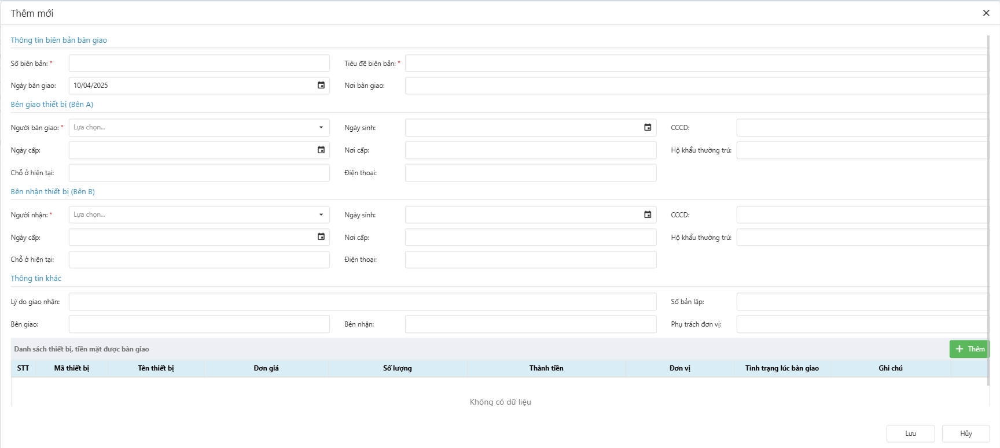 Thêm mới
Thông tin biên bản bàn giao
Số biên bản: *
Tiêu đề biên bản: *
Ngày bàn giao: 10/04/2025
Nơi bàn giao:
Bên giao thiết bị (Bên A)
Người bàn giao: * Lựa chọn...
Ngày sinh:
CCCD:
Ngày cấp:
Nơi cấp:
Hộ khẩu thường trú:
Chỗ ở hiện tại:
Điện thoại:
Bên nhận thiết bị (Bên B)
Người nhận: * Lựa chọn...
Ngày sinh:
CCCD:
Ngày cấp:
Nơi cấp:
Hộ khẩu thường trú:
Chỗ ở hiện tại:
Điện thoại:
Thông tin khác
Lý do giao nhận:
Số bản lập:
Bên giao:
Bên nhận:
Phụ trách đơn vị:
Danh sách thiết bị, tiền mặt được bàn giao
Thêm
STT Mã thiết bị Tên thiết bị Đơn giá Số lượng Thành tiền Đơn vị Tình trạng lúc bàn giao Ghi chú
Không có dữ liệu
Lưu
Hủy